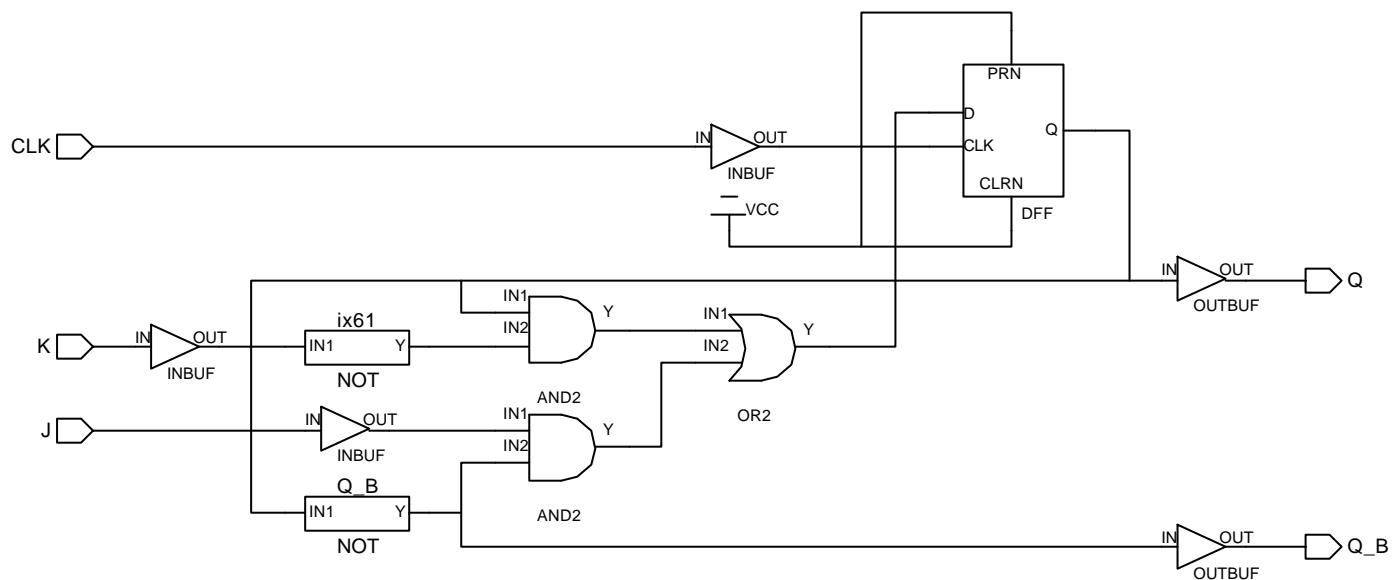 PRN
D
Q
CLK
IN
OUT
CLK
INBUF
CLRN
VCC
DFF
IN
OUT
Q
OUTBUF
IN1
Y
IN2
IN1
Y
IN2
ix61
K
IN
OUT
IN1
Y
INBUF
NOT
AND2
OR2
J
IN
OUT
IN1
Y
IN2
INBUF
Q_B
IN1
Y
AND2
NOT
IN
OUT
Q_B
OUTBUF